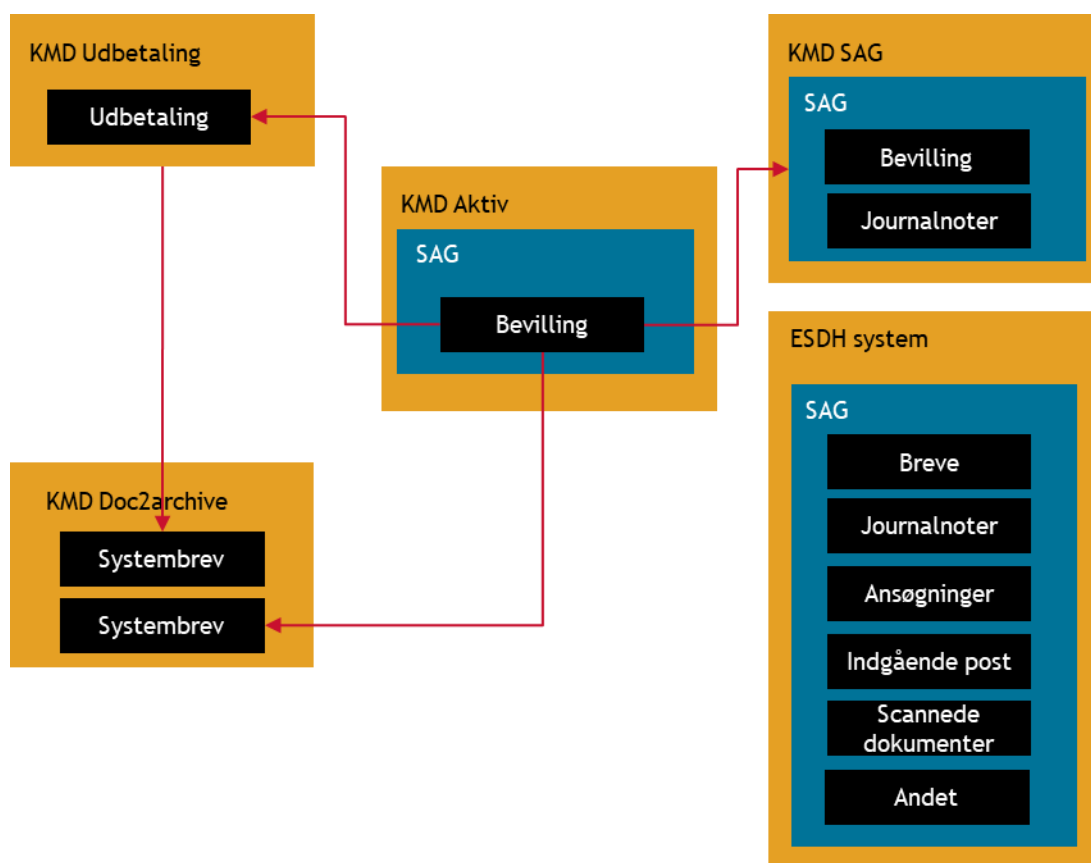 KMD Udbetaling
Udbetaling
KMD Aktiv
SAG
Bevilling
KMD Doc2archive
Systembrev
Systembrev
KMD SAG
SAG
Bevilling
Journalnoter
ESDH system
SAG
Breve
Journalnoter
Ansøgninger
Indgående post
Scannede
dokumenter
Andet